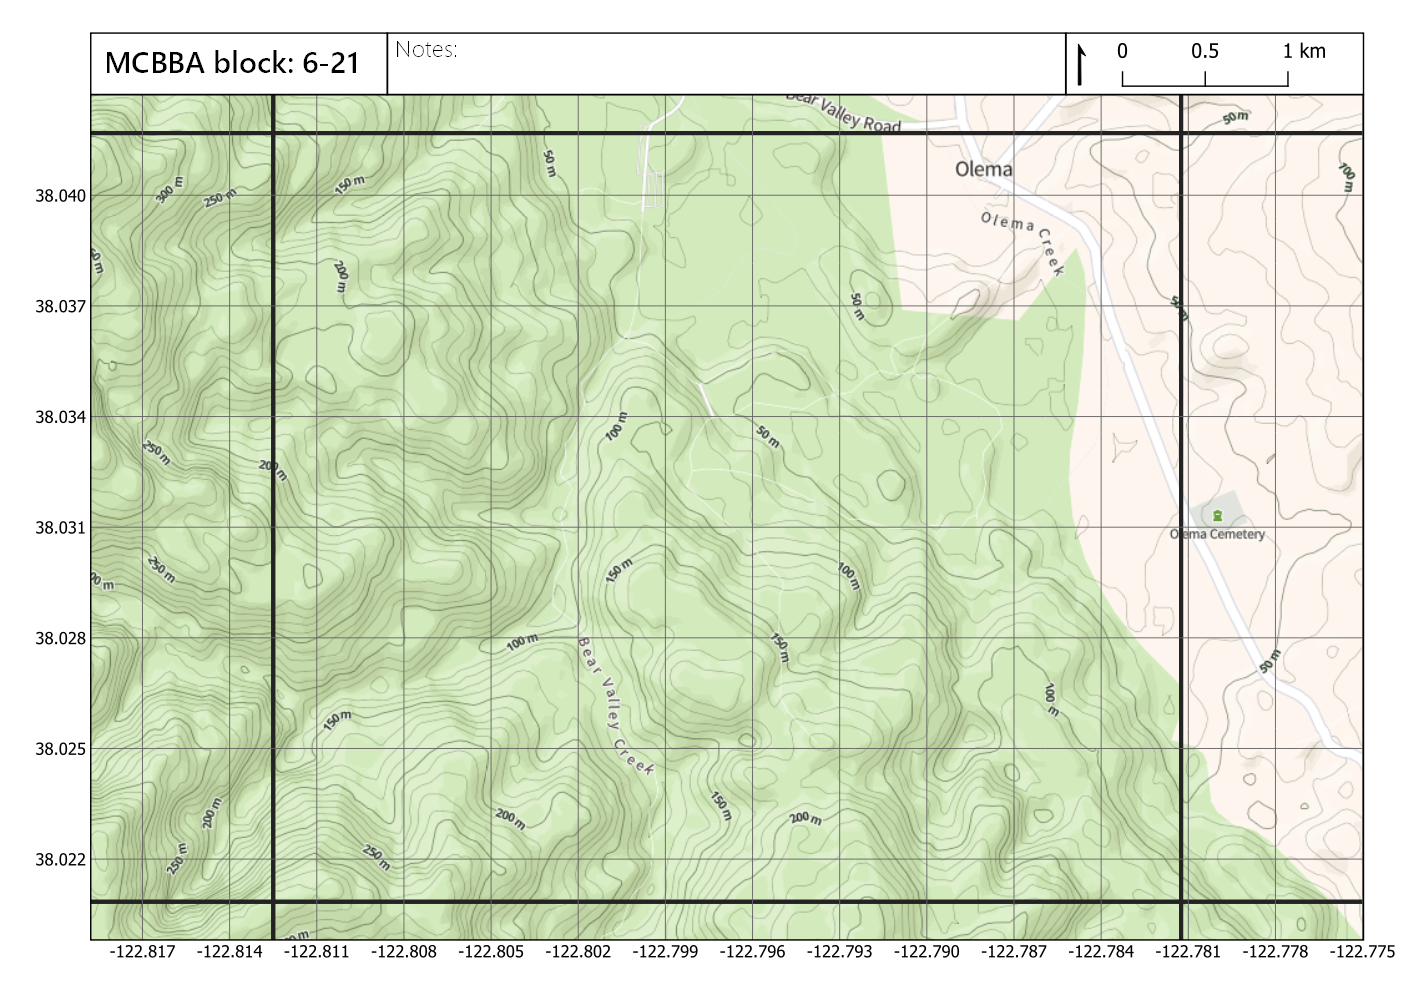 MCBBA block: 6-21
Notes:
0 0.5 1 km
Bear Valley Road
50 m
50 m
Olema
100 m
38.040
300 m
250 m
150 m
Olema Creek
200 m
50 m
50 m
38.037
38.034
100 m
50 m
250 m
200 m
38.031
Olema Cemetery
250 m
150 m
100 m
38.028
100 m
150 m
50 m
Bear Valley Creek
100 m
150 m
38.025
200 m
200 m
150 m
200 m
250 m
250 m
38.022
-122.817 -122.814 -122.811 -122.808 -122.805 -122.802 -122.799 -122.796 -122.793 -122.790 -122.787 -122.784 -122.781 -122.778 -122.775